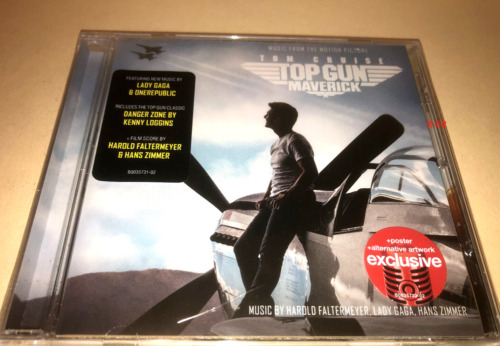 MUSIC FROM THE MOTION PICTURE
TOM CRUISE
TOP GUN
MAVERICK
FEATURING NEW MUSIC BY
LADY GAGA
& ONEREPUBLIC
INCLUDES THE TOP GUN CLASSIC
DANGER ZONE BY
KENNY LOGGINS
+ FILM SCORE BY
HAROLD FALTERMEYER
& HANS ZIMMER
B0035731-02
+poster
+alternative artwork
exclusive
MUSIC BY HAROLD FALTERMEYER, LADY GAGA, HANS ZIMMER